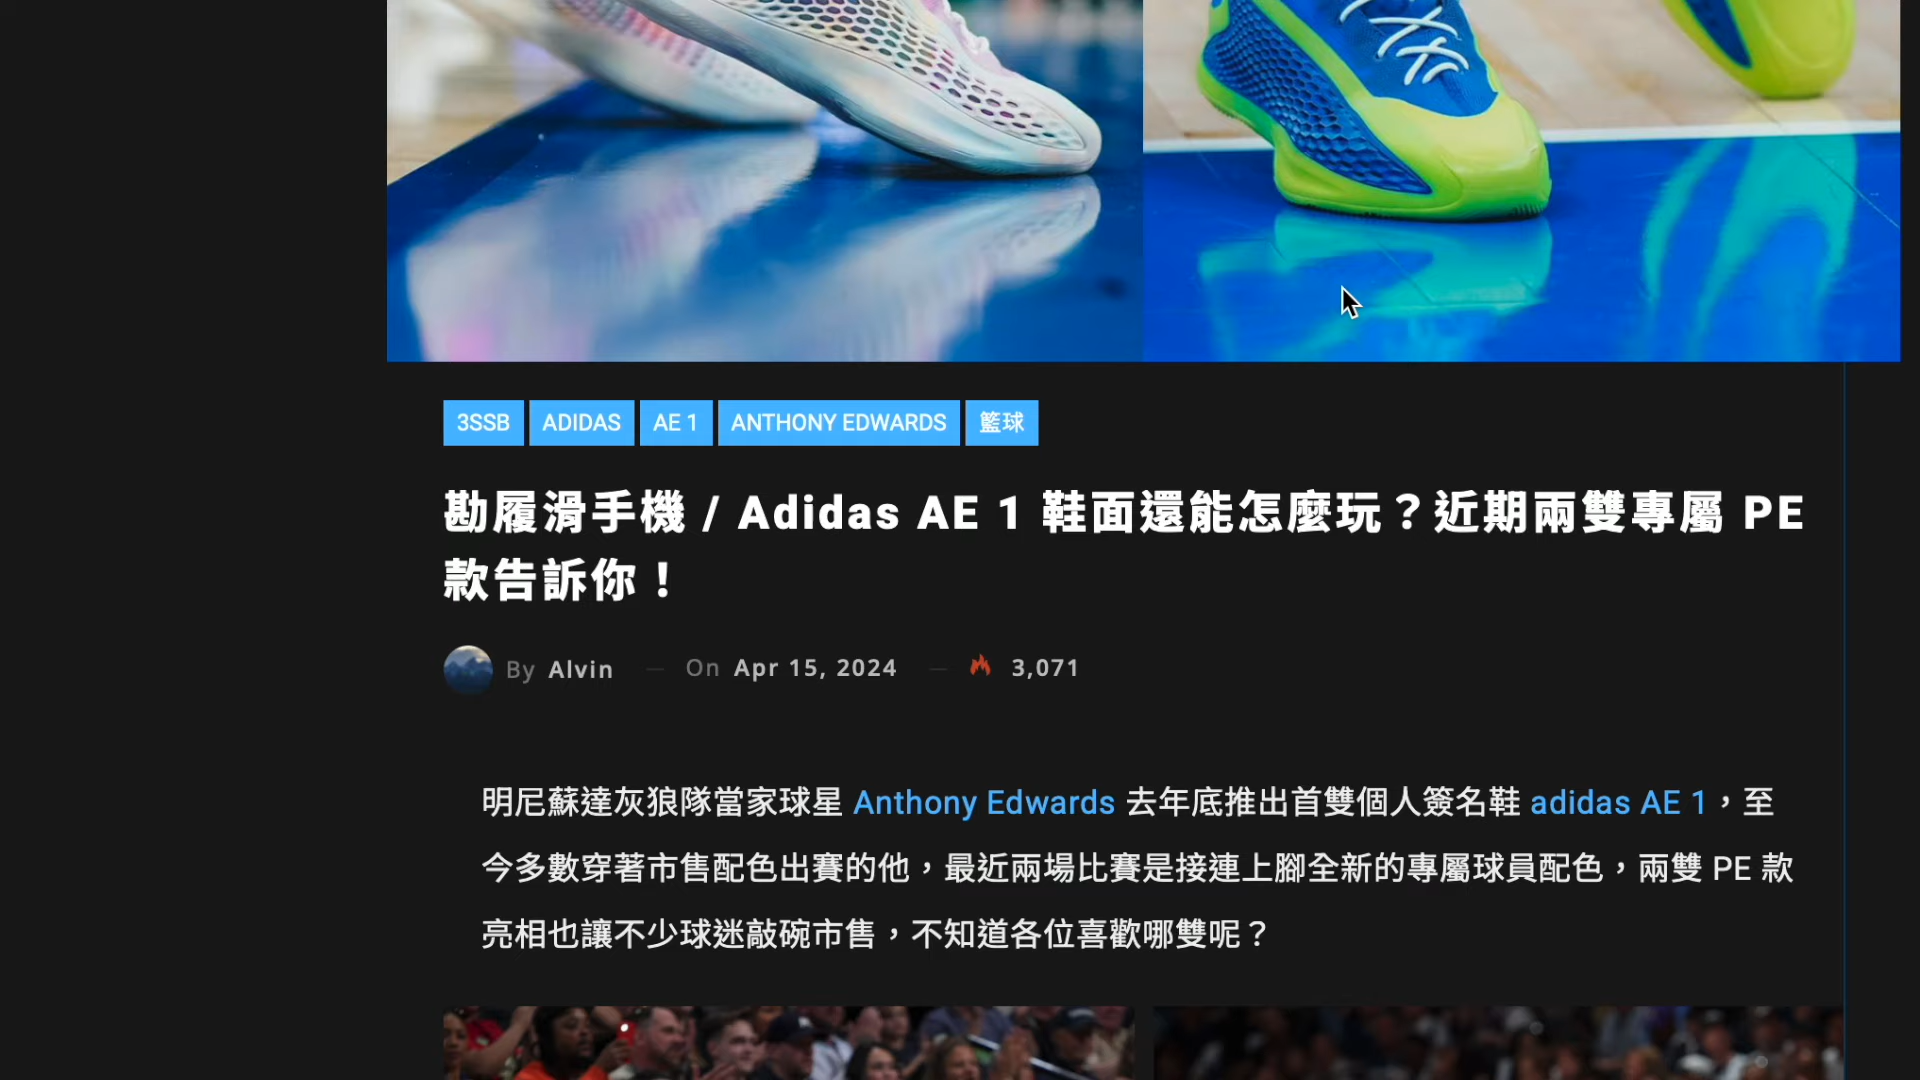 3SSB ADIDAS AE 1 ANTHONY EDWARDS 籃球
勘履滑手機 / Adidas AE 1 鞋面還能怎麼玩？近期兩雙專屬 PE
款告訴你！
By Alvin — On Apr 15, 2024 — 3,071
明尼蘇達灰狼隊當家球星 Anthony Edwards 去年底推出首雙個人簽名鞋 adidas AE 1，至
今多數穿著市售配色出賽的他，最近兩場比賽是接連上腳全新的專屬球員配色，兩雙 PE 款
亮相也讓不少球迷敲碗市售，不知道各位喜歡哪雙呢？